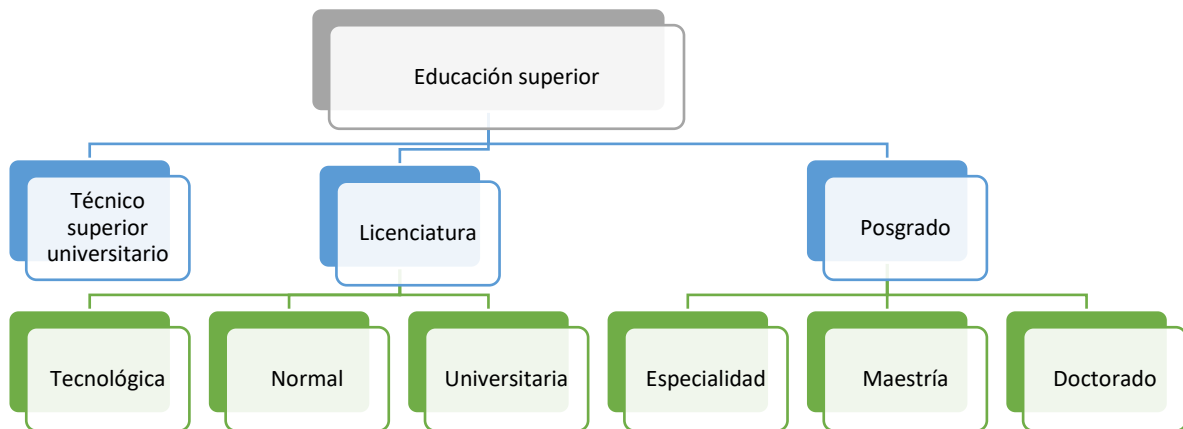 Educación superior
Técnico
superior
universitario
Licenciatura
Posgrado
Tecnológica
Normal
Universitaria
Especialidad
Maestría
Doctorado